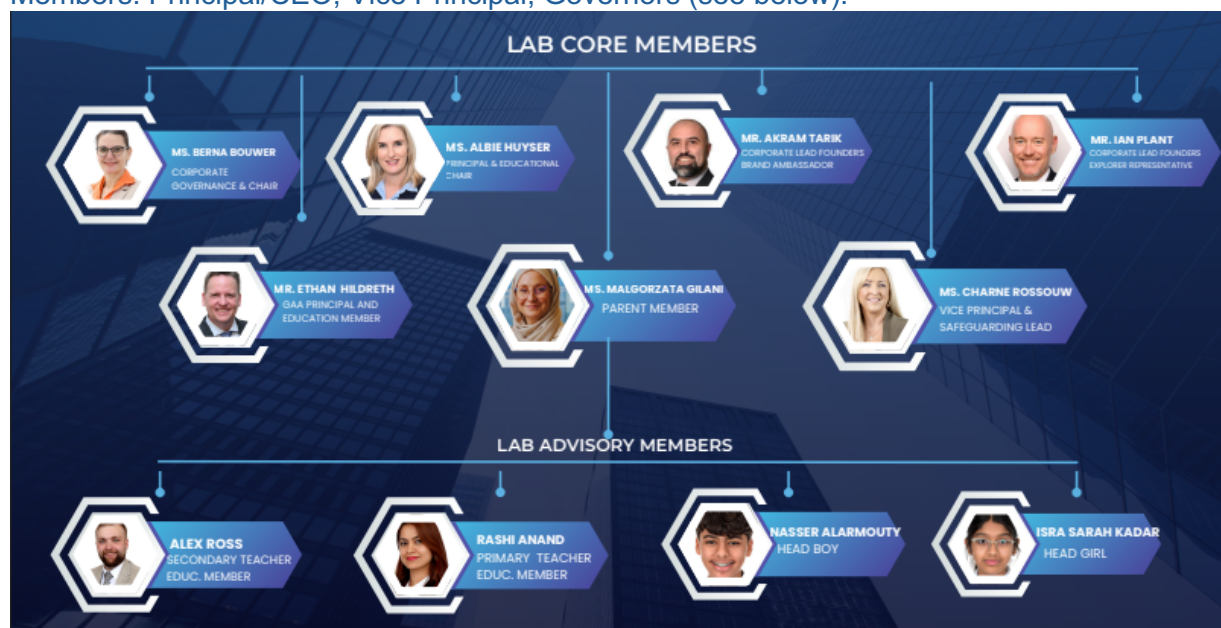 Members: Principal/CEO, Vice Principal, Governors (see below).
LAB CORE MEMBERS
MS. BERNA BOUWER
CORPORATE
GOVERNANCE & CHAIR
MS. ALBIE HUYSER
PRINCIPAL & EDUCATIONAL
CHAIR
MR. AKRAM TARIK
CORPORATE LEAD FOUNDERS
BRAND AMBASSADOR
MR. IAN PLANT
CORPORATE LEAD FOUNDERS
EXPLORER REPRESENTATIVE
MR. ETHAN HILDRETH
GAA PRINCIPAL AND
EDUCATION MEMBER
MS. MALGORZATA GILANI
PARENT MEMBER
MS. CHARNE ROSSOUW
VICE PRINCIPAL &
SAFEGUARDING LEAD
LAB ADVISORY MEMBERS
ALEX ROSS
SECONDARY TEACHER
EDUC. MEMBER
RASHI ANAND
PRIMARY TEACHER
EDUC. MEMBER
NASSER ALARMOUTY
HEAD BOY
ISRA SARAH KADAR
HEAD GIRL